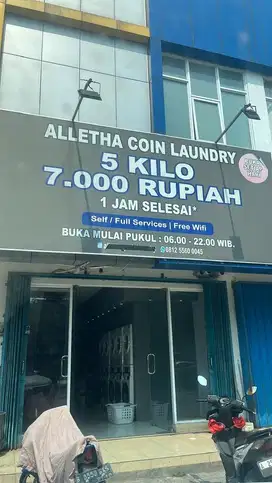 ALLETHA COIN LAUNDRY
5 KILO
7.000 RUPIAH
1 JAM SELESAI*
Self / Full Services | Free Wifi
BUKA MULAI PUKUL : 06.00 - 22.00 WIB.
0812 5500 0045